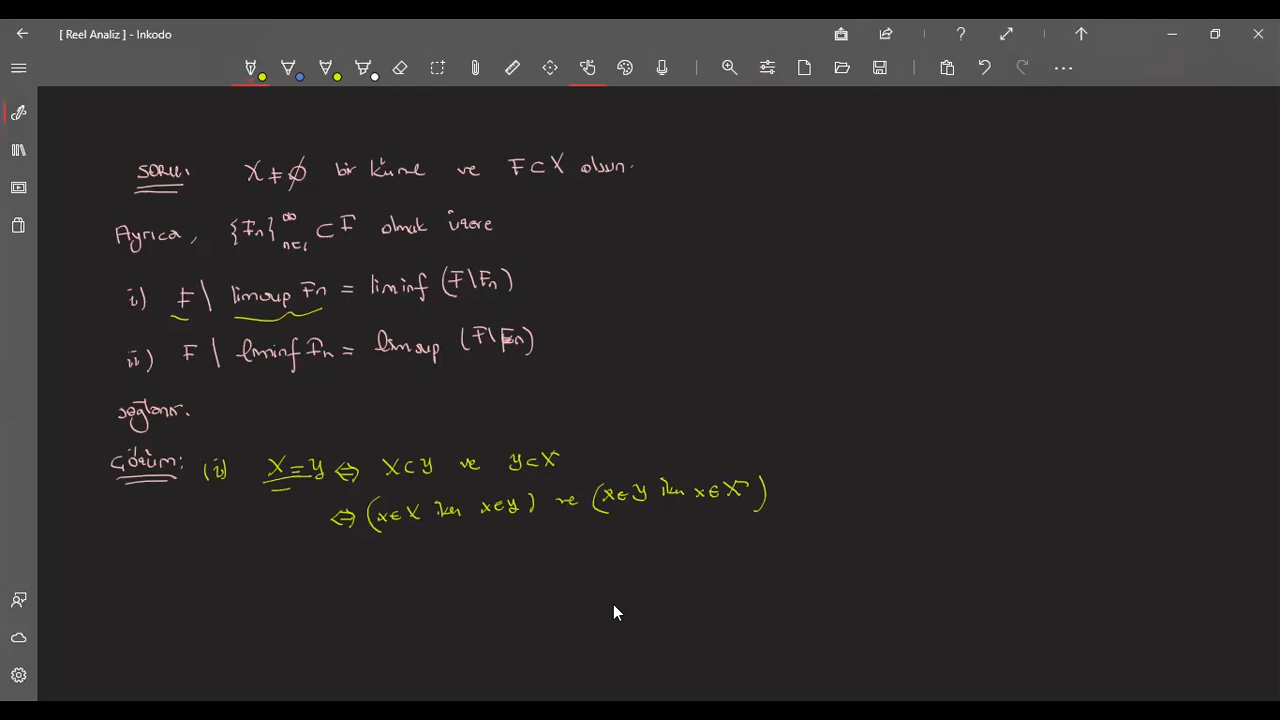 [ Reel Analiz ] - Inkodo
SORU: X ≠ ∅ bir küme ve F ⊂ X olsun.
Ayrıca, {Fn}∞n=1 ⊂ F olmak üzere
i) F \ limsup Fn = liminf (F\Fn)
ii) F \ liminf Fn = limsup (F\Fn)
sağlanır.
Çözüm: (i) X = Y ⇔ X ⊂ Y ve Y ⊂ X
⇔ (x ∈ X iken x ∈ Y) ve (x ∈ Y iken x ∈ X)